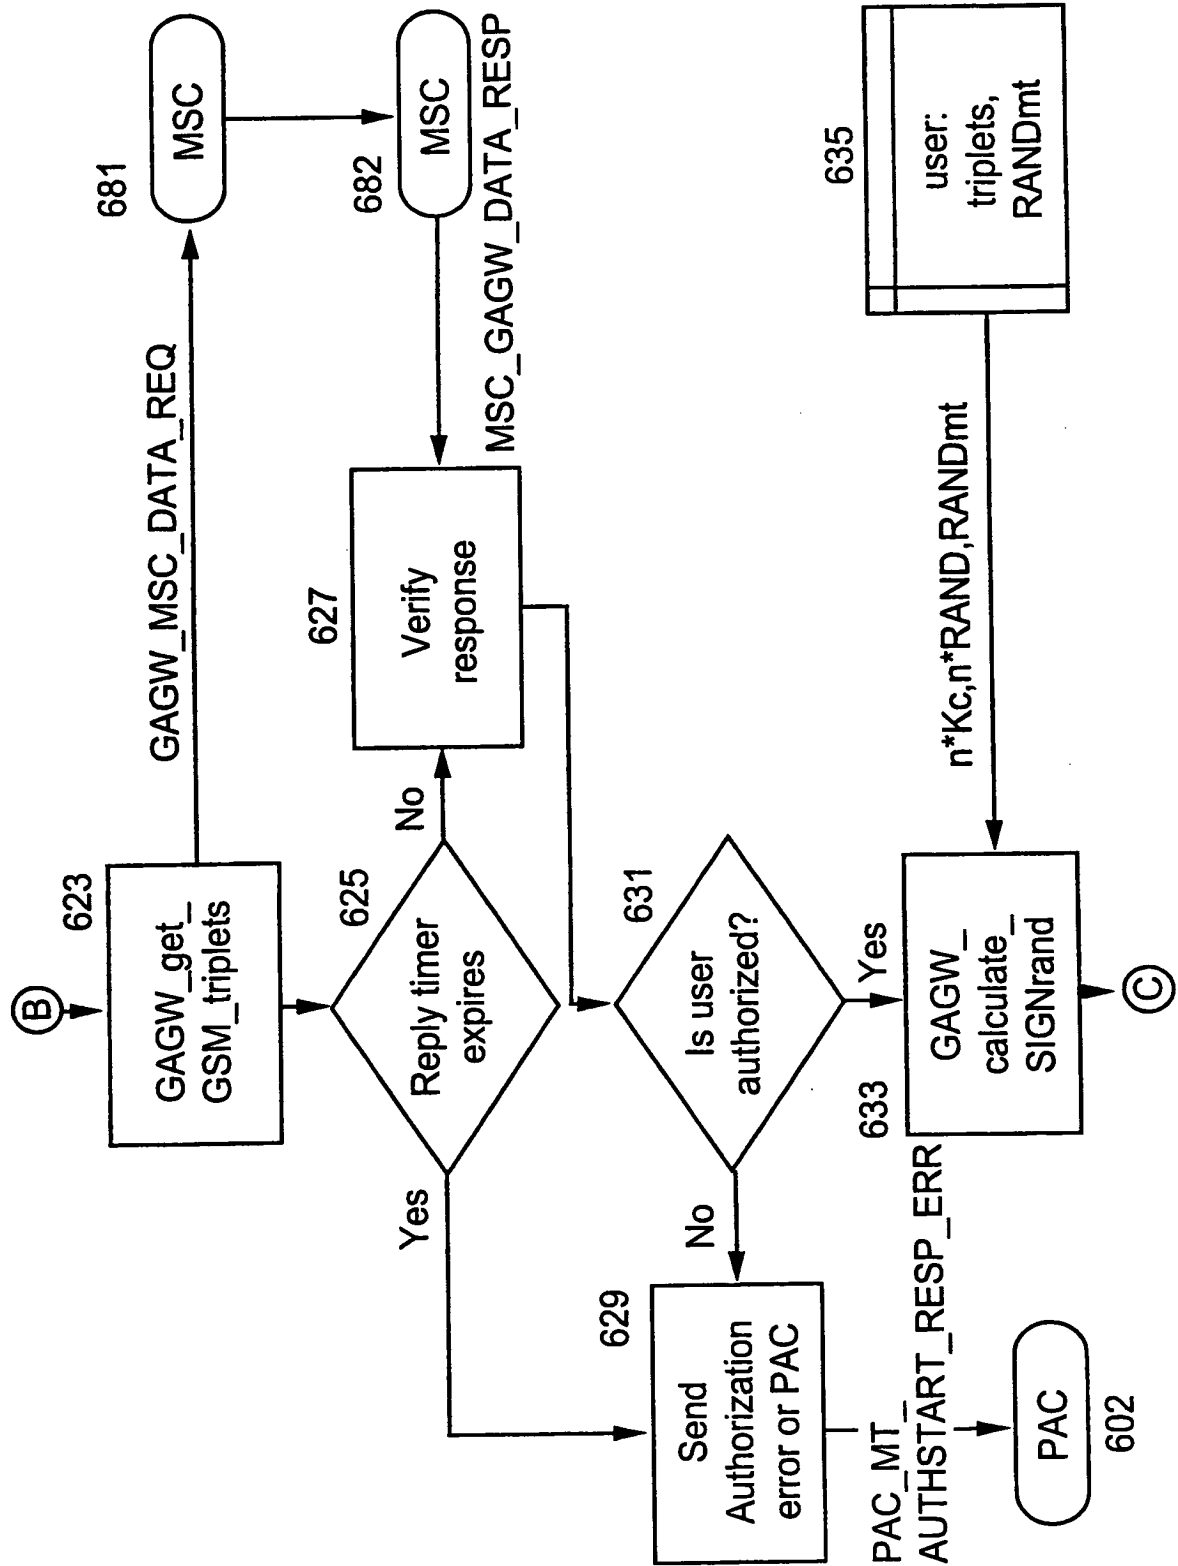 B
623
GAGW_get_
GSM_triplets
GAGW_MSC_DATA_REQ
681
MSC
682
MSC
MSC_GAGW_DATA_RESP
625
Reply timer
expires
Yes
No
627
Verify
response
629
Send
Authorization
error or PAC
No
631
Is user
authorized?
Yes
PAC_MT_
AUTHSTART_RESP_ERR
PAC
602
633
GAGW_
calculate_
SIGNrand
C
n*Kc,n*RAND,RANDmt
635
user:
triplets,
RANDmt